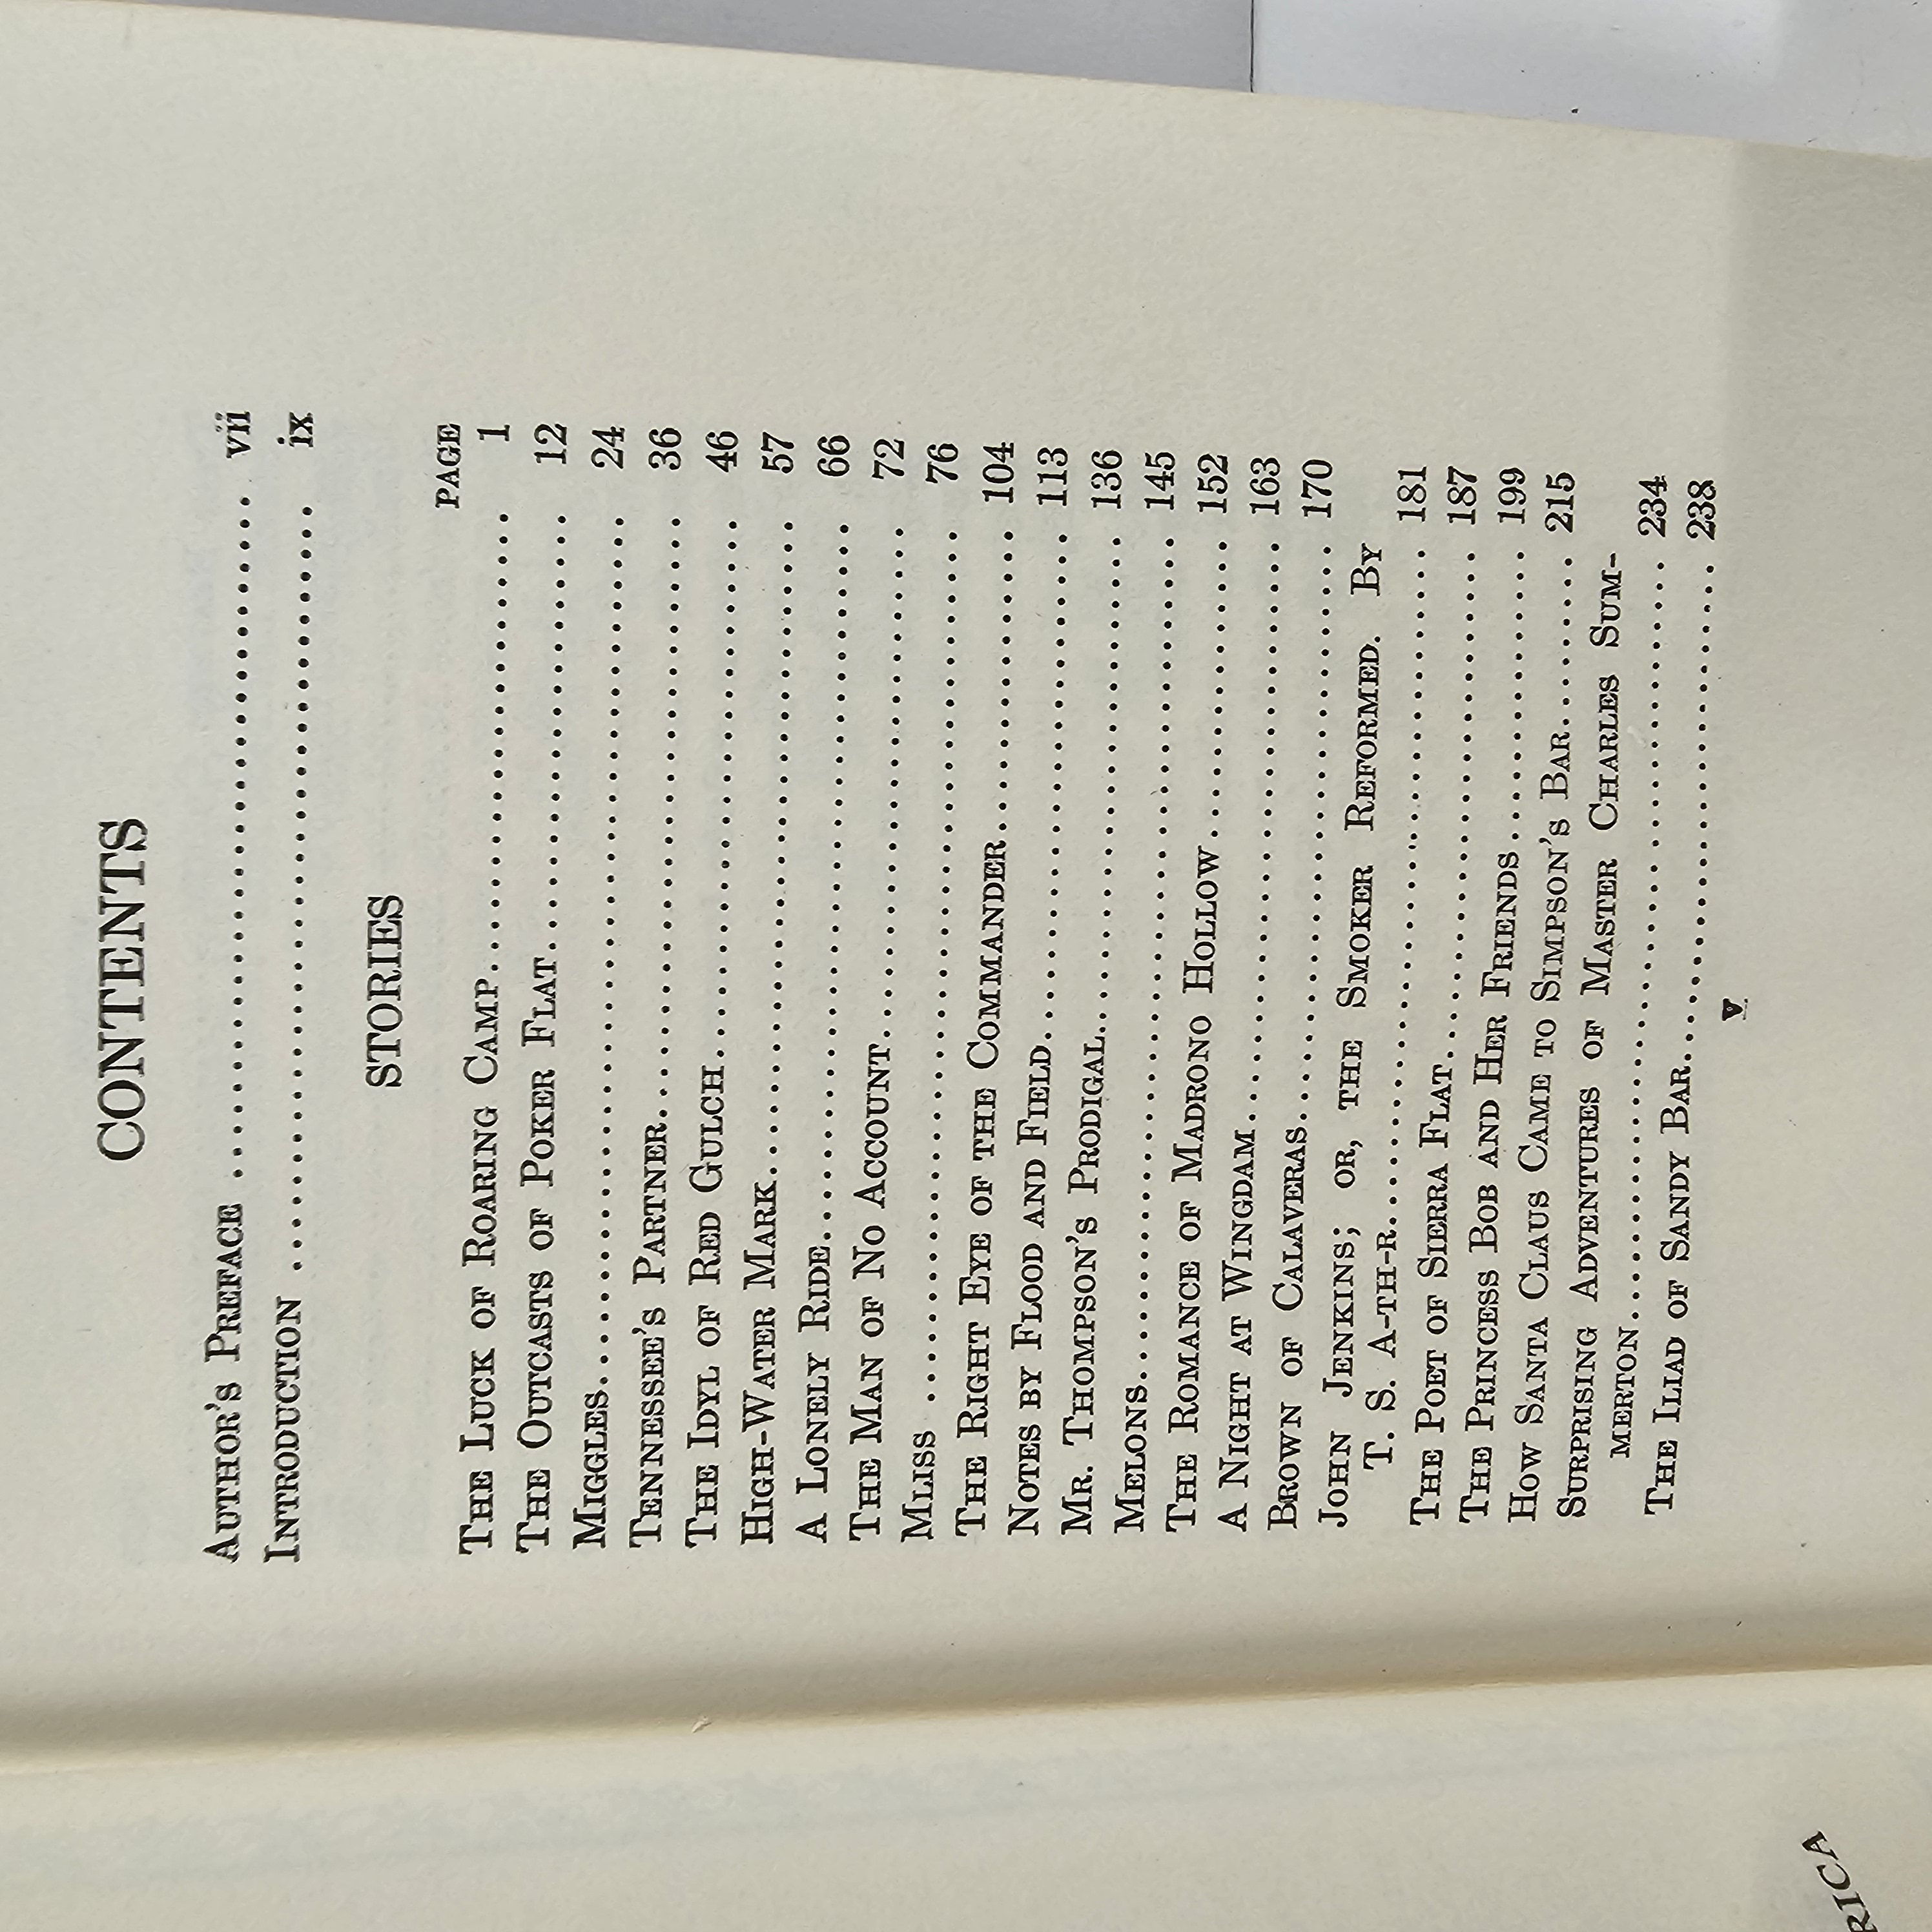 CONTENTS
AUTHOR'S PREFACE ................................ vii
INTRODUCTION .................................... ix
STORIES
PAGE
THE LUCK OF ROARING CAMP....................... 1
THE OUTCASTS OF POKER FLAT..................... 12
MIGGLES.......................................... 24
TENNESSEE'S PARTNER............................. 36
THE IDYL OF RED GULCH.......................... 46
HIGH-WATER MARK................................ 57
A LONELY RIDE................................... 66
THE MAN OF NO ACCOUNT......................... 72
MLISS .......................................... 76
THE RIGHT EYE OF THE COMMANDER............... 104
NOTES BY FLOOD AND FIELD......................... 113
MR. THOMPSON'S PRODIGAL......................... 136
MELONS.......................................... 145
THE ROMANCE OF MADRONO HOLLOW............... 152
A NIGHT AT WINGDAM............................. 163
BROWN OF CALAVERAS............................. 170
JOHN JENKINS; OR, THE SMOKER REFORMED. BY
T. S. A-TH-R.................................. 181
THE POET OF SIERRA FLAT......................... 187
THE PRINCESS BOB AND HER FRIENDS............... 199
HOW SANTA CLAUS CAME TO SIMPSON'S BAR......... 215
SURPRISING ADVENTURES OF MASTER CHARLES SUM-
MERTON....................................... 234
THE ILIAD OF SANDY BAR......................... 238
v
RICA